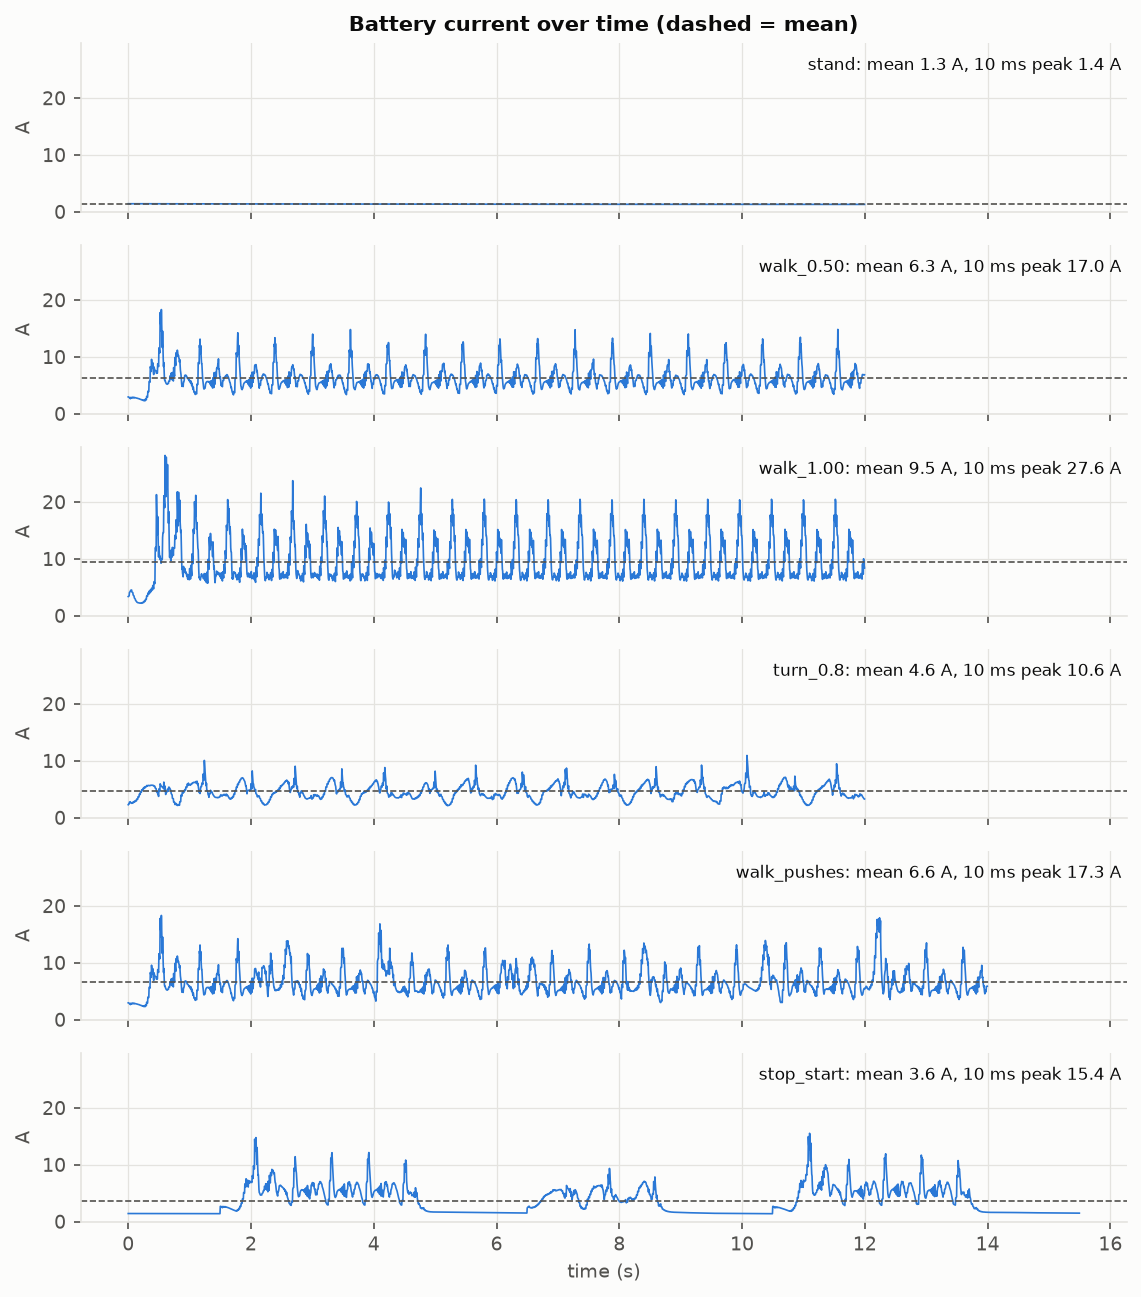 Battery current over time (dashed = mean)
stand: mean 1.3 A, 10 ms peak 1.4 A
20
10
0
A
walk_0.50: mean 6.3 A, 10 ms peak 17.0 A
20
10
0
A
walk_1.00: mean 9.5 A, 10 ms peak 27.6 A
20
10
0
A
turn_0.8: mean 4.6 A, 10 ms peak 10.6 A
20
10
0
A
walk_pushes: mean 6.6 A, 10 ms peak 17.3 A
20
10
0
A
stop_start: mean 3.6 A, 10 ms peak 15.4 A
20
10
0
A
0 2 4 6 8 10 12 14 16
time (s)